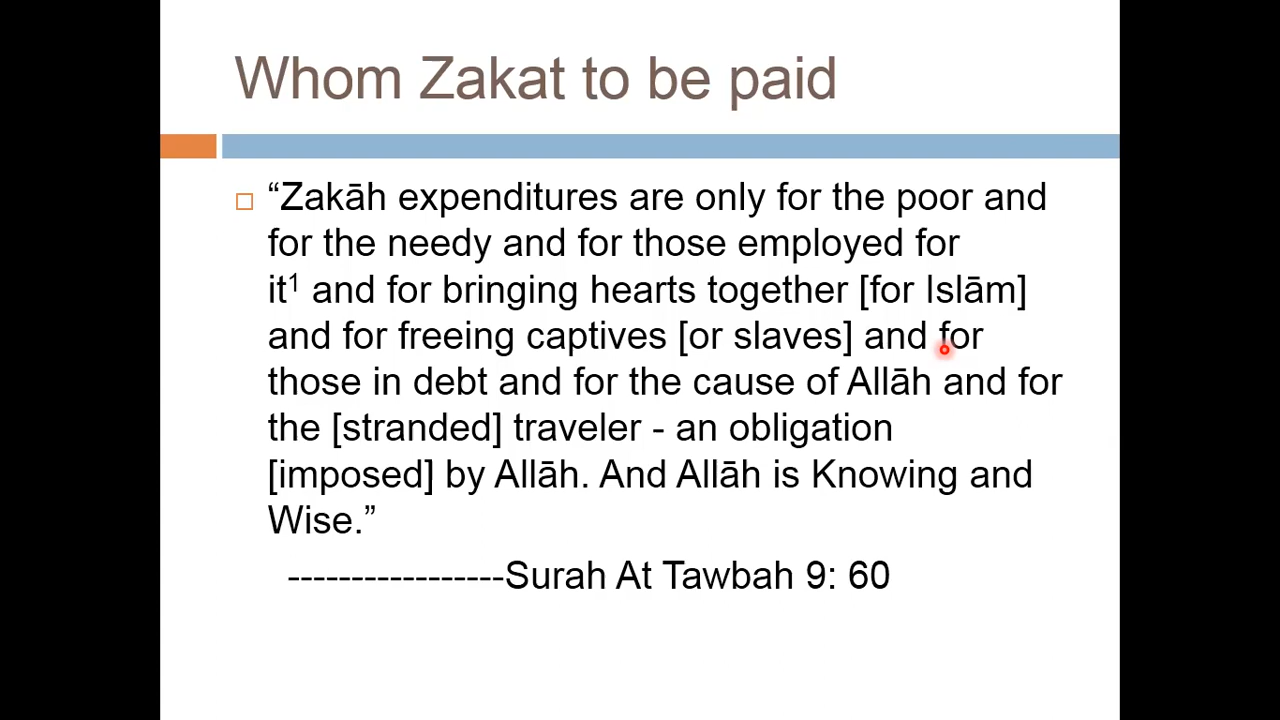 Whom Zakat to be paid
“Zakāh expenditures are only for the poor and
for the needy and for those employed for
it¹ and for bringing hearts together [for Islām]
and for freeing captives [or slaves] and for
those in debt and for the cause of Allāh and for
the [stranded] traveler - an obligation
[imposed] by Allāh. And Allāh is Knowing and
Wise.”
-----------------Surah At Tawbah 9: 60